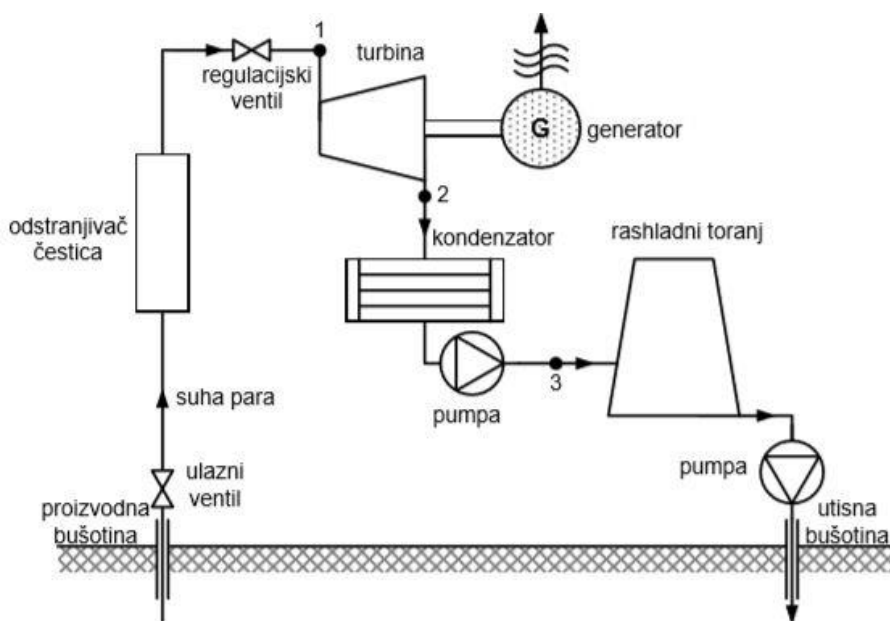 1
turbina
regulacijski
ventil
G
generator
2
kondenzator
rashladni toranj
odstranjivač
čestica
3
suha para
pumpa
ulazni
ventil
pumpa
proizvodna
bušotina
utisna
bušotina